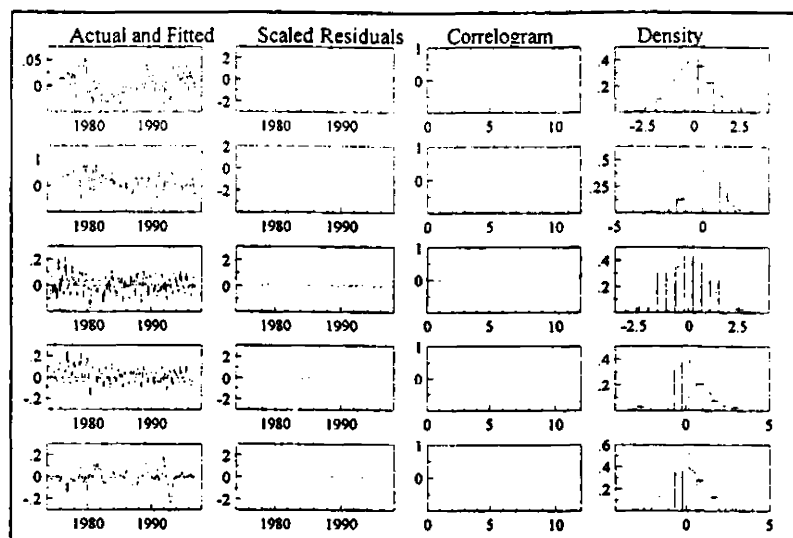 Actual and Fitted Scaled Residuals Correlogram Density
.05 0 1980 1990 2 0 -2 1980 1990 1 0 0 5 10 .4 .2 -2.5 0 2.5
1 0 1980 1990 2 0 -2 1980 1990 1 0 0 5 10 .5 .25 -5 0
.2 0 1980 1990 2 0 1980 1990 1 0 0 5 10 .4 .2 -2.5 0 2.5
.2 0 -.2 1980 1990 2 0 1980 1990 1 0 0 5 10 .4 .2 0 5
.2 0 -.2 1980 1990 2 0 -2 1980 1990 1 0 0 5 10 .6 .4 .2 0 5